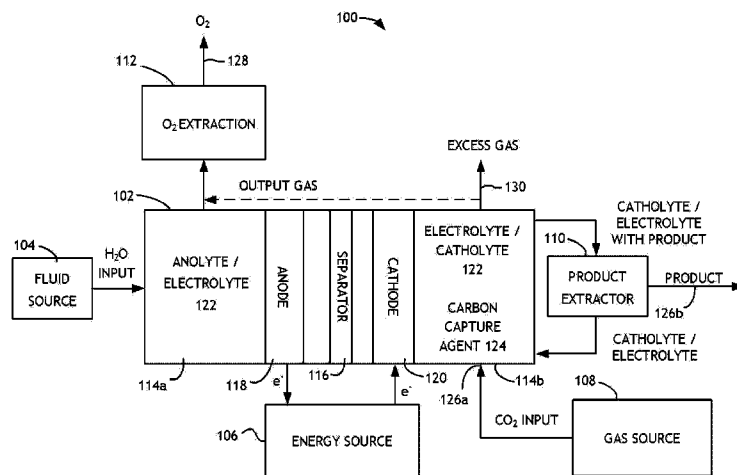 O₂
100
112
128
O₂ EXTRACTION
EXCESS GAS
OUTPUT GAS
130
102
CATHOLYTE /
ELECTROLYTE
WITH PRODUCT
104
H₂O
INPUT
FLUID
SOURCE
ANOLYTE /
ELECTROLYTE
122
ANODE
SEPARATOR
CATHODE
ELECTROLYTE /
CATHOLYTE
122
CARBON
CAPTURE
AGENT 124
110
PRODUCT
EXTRACTOR
PRODUCT
126b
CATHOLYTE /
ELECTROLYTE
114a
118
e-
116
e-
120
126a
114b
106
ENERGY SOURCE
CO₂ INPUT
108
GAS SOURCE